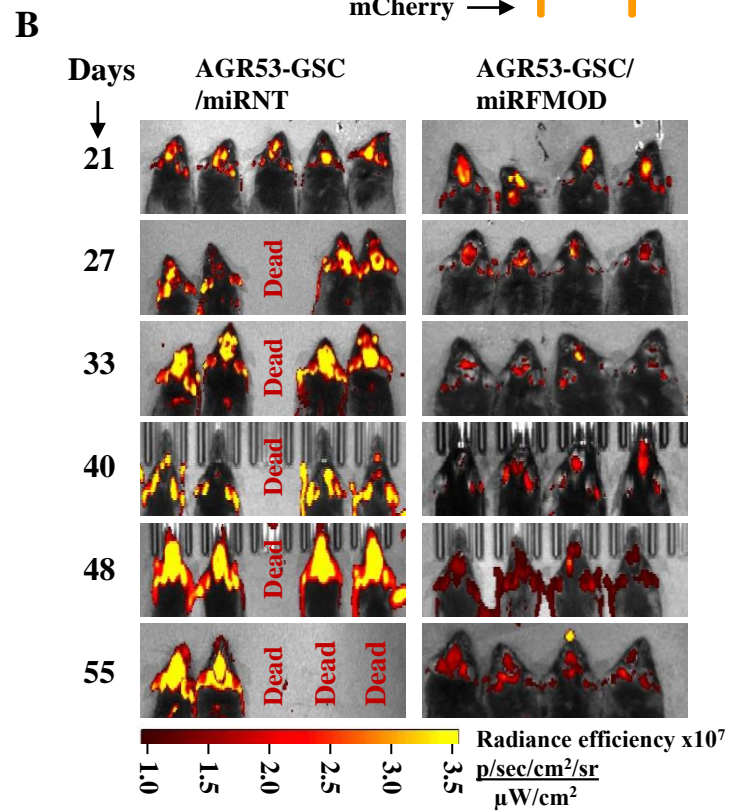 mCherry →
B
Days
↓
AGR53-GSC
/miRNT
AGR53-GSC/
miRFMOD
21
27
Dead
33
Dead
40
Dead
48
Dead
55
Dead
Dead
Dead
1.0
1.5
2.0
2.5
3.0
3.5
Radiance efficiency x10⁷
p/sec/cm²/sr
µW/cm²